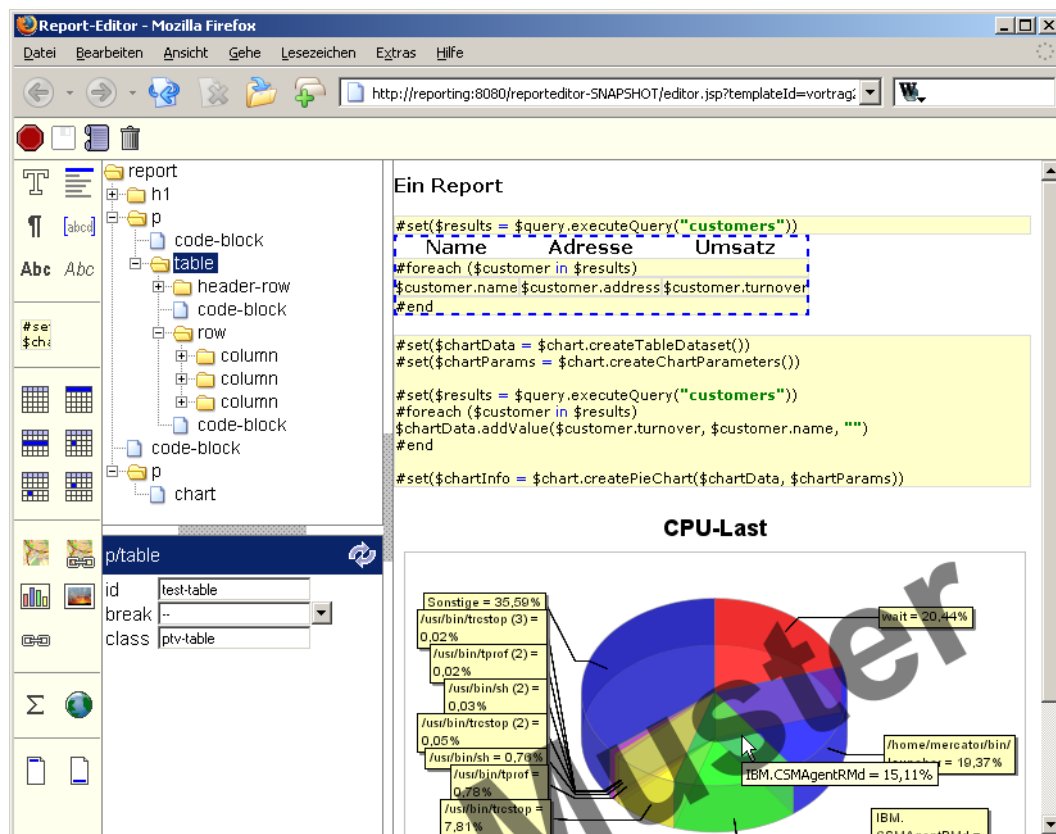 Report-Editor - Mozilla Firefox
Datei Bearbeiten Ansicht Gehe Lesezeichen Extras Hilfe
http://reporting:8080/reporteditor-SNAPSHOT/editor.jsp?templateId=vortrag
W
T
¶ [abcd]
Abc Abc
#set
$cha
Σ
report
h1
p
code-block
table
header-row
code-block
row
column
column
column
code-block
code-block
p
chart
p/table
id test-table
break --
class ptv-table
Ein Report
#set($results = $query.executeQuery("customers"))
Name Adresse Umsatz
#foreach ($customer in $results)
$customer.name $customer.address $customer.turnover
#end
#set($chartData = $chart.createTableDataset())
#set($chartParams = $chart.createChartParameters())
#set($results = $query.executeQuery("customers"))
#foreach ($customer in $results)
$chartData.addValue($customer.turnover, $customer.name, "")
#end
#set($chartInfo = $chart.createPieChart($chartData, $chartParams))
CPU-Last
Muster
Sonstige = 35,59%
/usr/bin/trcstop (3) =
0,02%
/usr/bin/tprof (2) =
0,02%
/usr/bin/sh (2) =
0,03%
/usr/bin/trcstop (2) =
0,05%
/usr/bin/sh = 0,76%
/usr/bin/tprof =
0,78%
/usr/bin/trcstop =
7,81%
wait = 20,44%
/home/mercator/bin/
= 19,37%
IBM.CSMAgentRMd = 15,11%
IBM.
CSMAgentRMd =